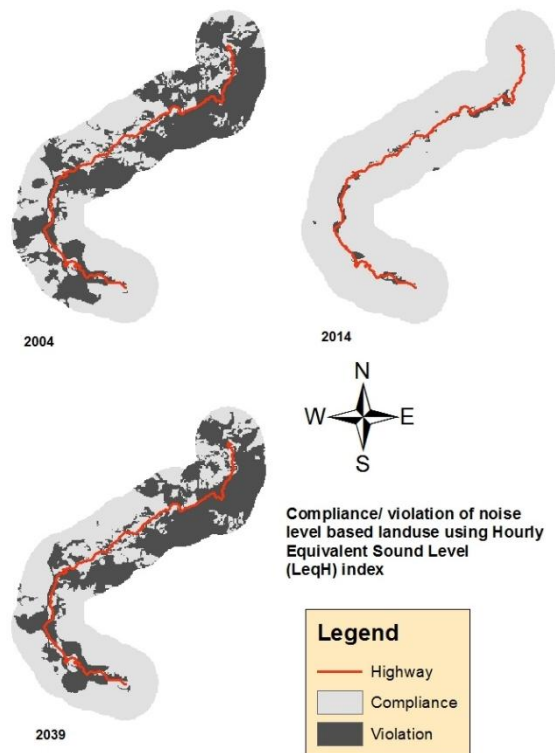 2004
2014
N
W E
S
2039
Compliance/ violation of noise
level based landuse using Hourly
Equivalent Sound Level
(LeqH) index
Legend
Highway
Compliance
Violation